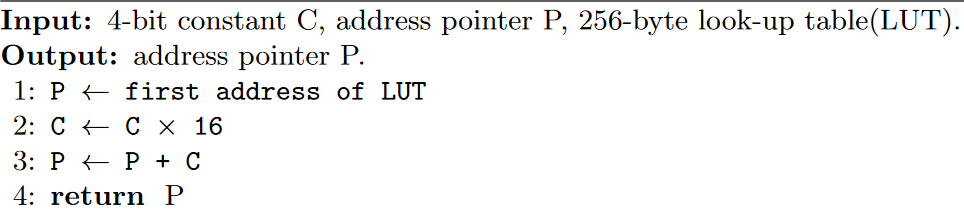 Input: 4-bit constant C, address pointer P, 256-byte look-up table(LUT).
Output: address pointer P.
1: P ← first address of LUT
2: C ← C × 16
3: P ← P + C
4: return P